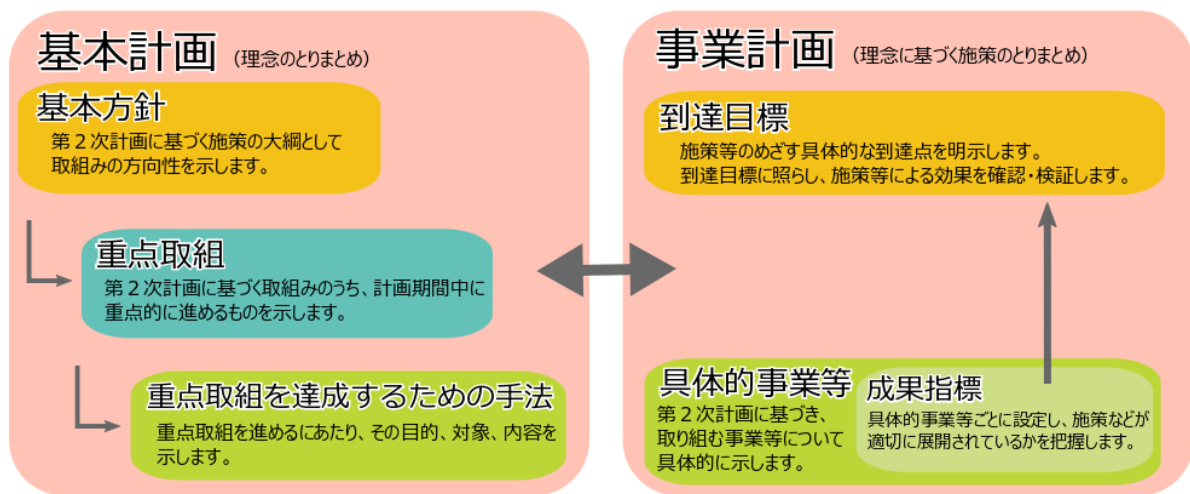 基本計画 (理念のとりまとめ)
基本方針
第2次計画に基づく施策の大綱として
取組みの方向性を示します。
重点取組
第2次計画に基づく取組みのうち、計画期間中に
重点的に進めるものを示します。
重点取組を達成するための手法
重点取組を進めるにあたり、その目的、対象、内容を
示します。
事業計画 (理念に基づく施策のとりまとめ)
到達目標
施策等のめざす具体的な到達点を明示します。
到達目標に照らし、施策等による効果を確認・検証します。
具体的事業等
第2次計画に基づき、
取り組む事業等について
具体的に示します。
成果指標
具体的事業等ごとに設定し、施策などが
適切に展開されているかを把握します。